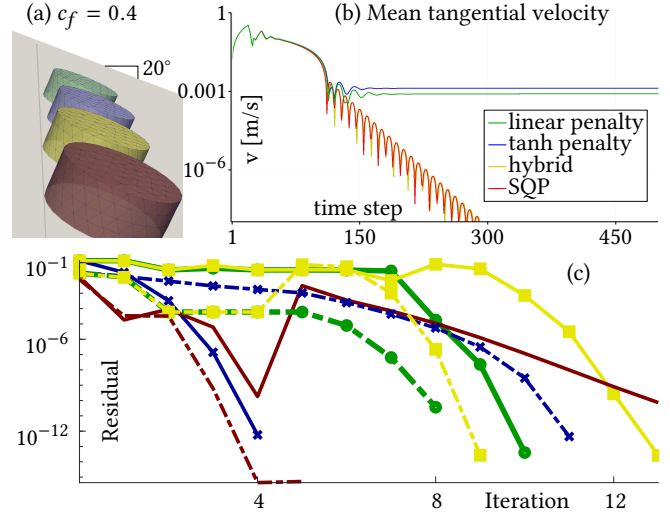 (a) c_f = 0.4
20°
(b) Mean tangential velocity
0.001
10⁻⁶
v [m/s]
linear penalty
tanh penalty
hybrid
SQP
time step
1 150 300 450
(c)
10⁻¹
10⁻⁶
10⁻¹²
Residual
4 8 Iteration 12